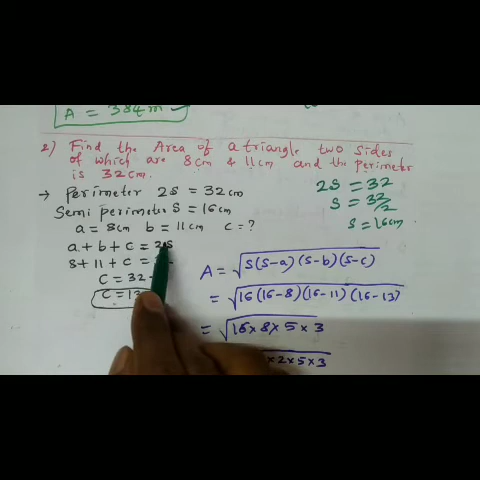 A = 384m
2) Find the Area of a triangle two sides
of which are 8cm & 11cm and the perimeter
is 32cm.
→ Perimeter 2S = 32cm
Semi perimeter S = 16cm
a = 8cm b = 11cm c = ?
a + b + c = 2S
8 + 11 + c =
C = 32 -
C = 13
2S = 32
S = 32/2
S = 16cm
A = √S(S-a)(S-b)(S-c)
= √16(16-8)(16-11)(16-13)
= √16×8×5×3
×2×5×3